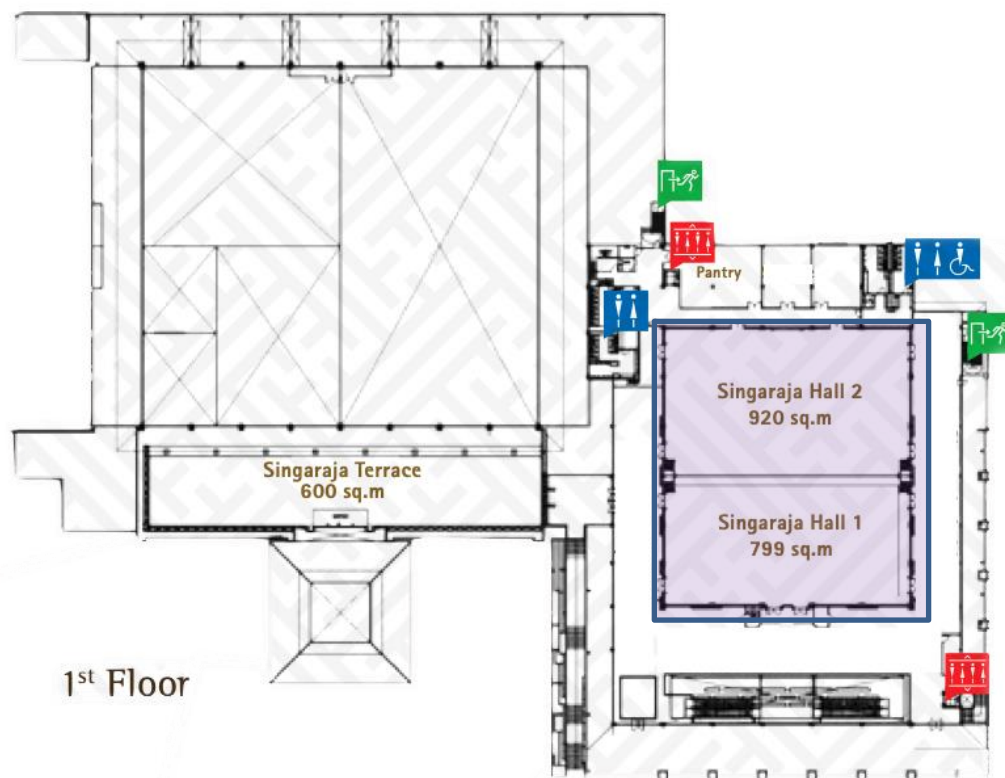 Pantry
Singaraja Hall 2
920 sq.m
Singaraja Terrace
600 sq.m
Singaraja Hall 1
799 sq.m
1st Floor